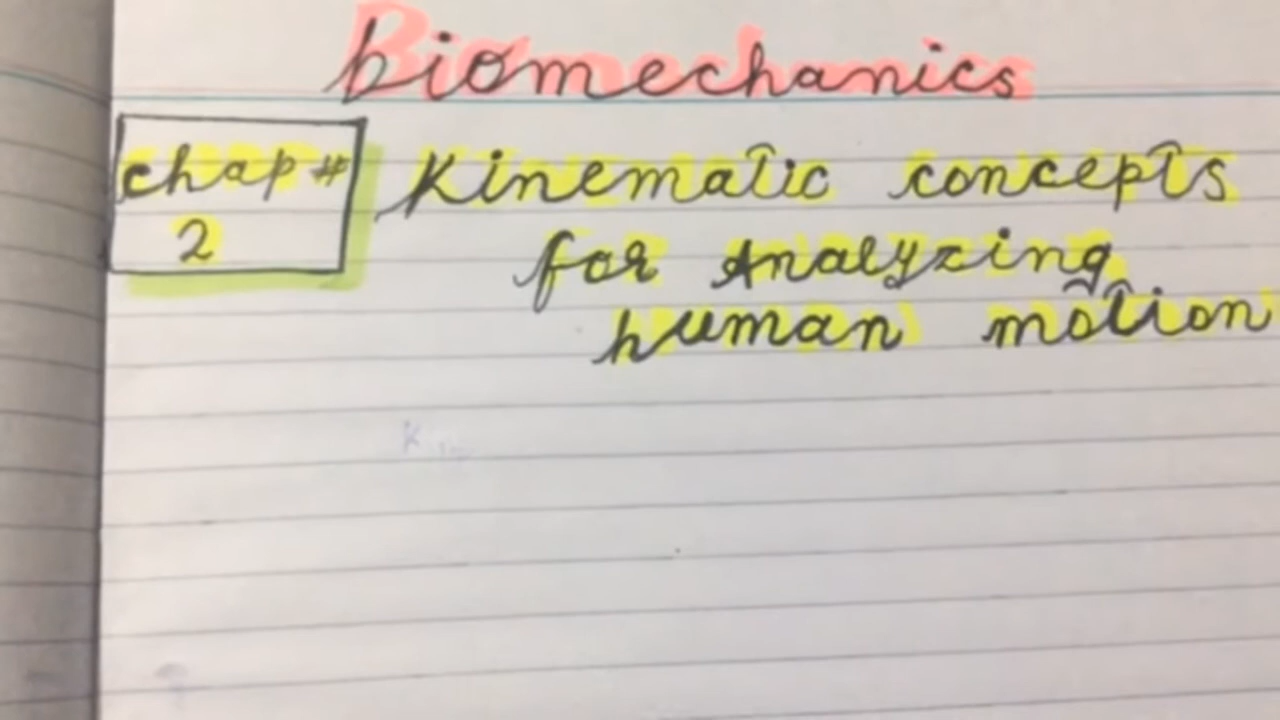 Biomechanics
chap #
2
Kinematic concepts
for Analyzing
human motion